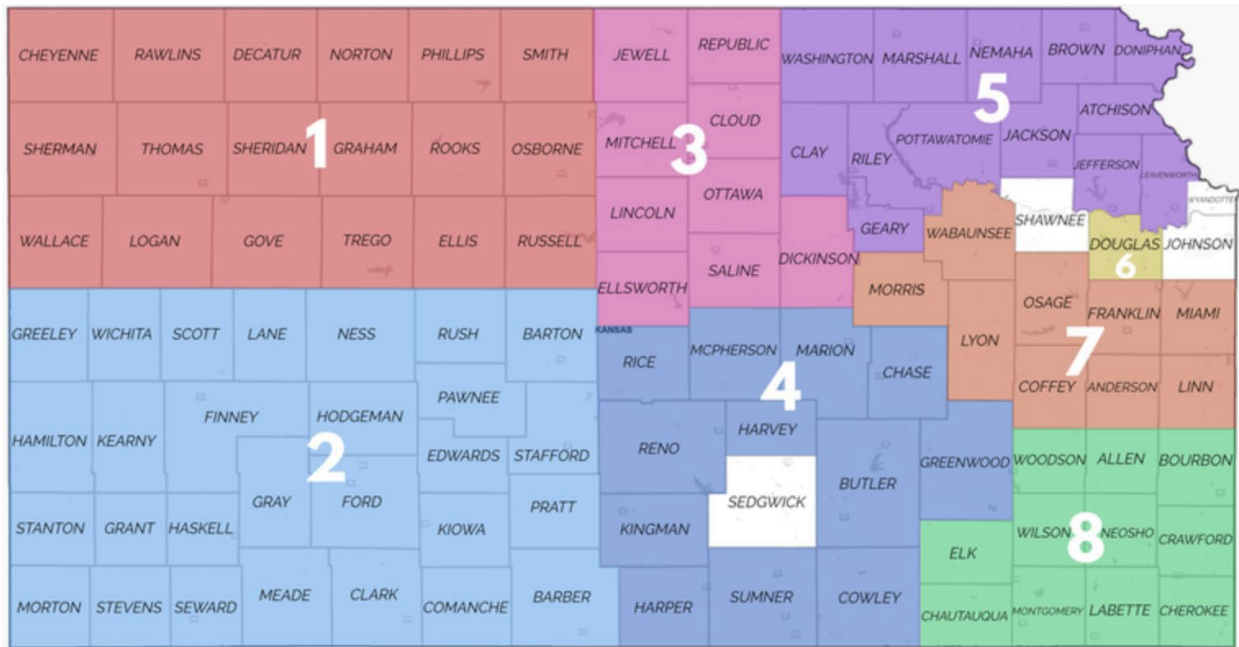 CHEYENNE RAWLINS DECATUR NORTON PHILLIPS SMITH JEWELL REPUBLIC WASHINGTON MARSHALL NEMAHA BROWN DONIPHAN
5
ATCHISON
SHERMAN THOMAS SHERIDAN 1 GRAHAM ROOKS OSBORNE MITCHELL 3 CLOUD CLAY RILEY POTTAWATOMIE JACKSON
JEFFERSON LEAVENWORTH
WYANDOTTE
LINCOLN OTTAWA
WALLACE LOGAN GOVE TREGO ELLIS RUSSELL GEARY WABAUNSEE SHAWNEE DOUGLAS JOHNSON
6
ELLSWORTH SALINE DICKINSON
MORRIS OSAGE FRANKLIN MIAMI
KANSAS
GREELEY WICHITA SCOTT LANE NESS RUSH BARTON
RICE MCPHERSON MARION CHASE LYON 7
4
COFFEY ANDERSON LINN
PAWNEE
FINNEY HODGEMAN
HAMILTON KEARNY 2 EDWARDS STAFFORD RENO HARVEY GREENWOOD WOODSON ALLEN BOURBON
BUTLER
GRAY FORD PRATT SEDGWICK
STANTON GRANT HASKELL KIOWA KINGMAN WILSON 8 NEOSHO CRAWFORD
ELK
MORTON STEVENS SEWARD MEADE CLARK COMANCHE BARBER HARPER SUMNER COWLEY CHAUTAUQUA MONTGOMERY LABETTE CHEROKEE